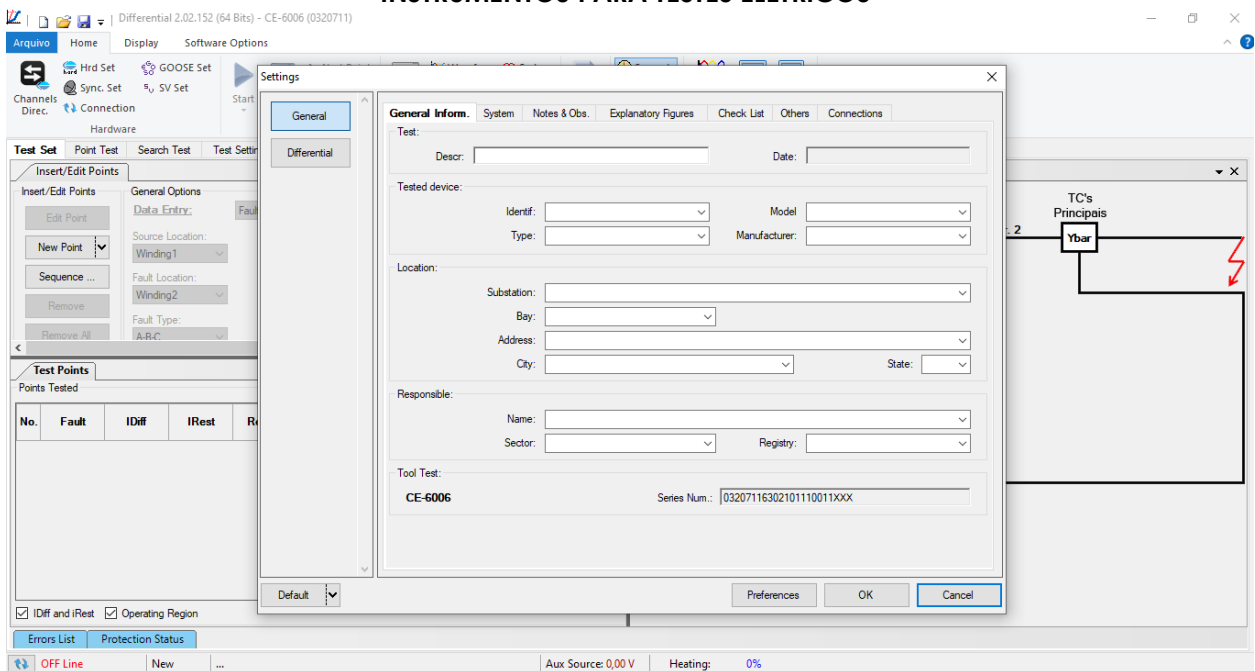 INSTRUMENTOS PARA TESTES ELÉTRICOS
Differential 2.02.152 (64 Bits) - CE-6006 (0320711)
Arquivo Home Display Software Options
Channels Direc.
Hrd Set
Sync. Set
Connection
GOOSE Set
SV Set
Hardware
Start
Test Set Point Test Search Test
Insert/Edit Points
Insert/Edit Points
Edit Point
New Point
Sequence ...
Remove
Remove All
General Options
Data Entry:
Source Location:
Winding1
Fault Location:
Winding2
Fault Type:
A-B-C
Test Points
Points Tested
No. Fault IDiff IRest
IDiff and iRest Operating Region
Errors List Protection Status
OFF Line New ... Aux Source: 0,00 V Heating: 0%
Settings
General
Differential
General Inform. System Notes & Obs. Explanatory Figures Check List Others Connections
Test:
Descr: Date:
Tested device:
Identif: Model
Type: Manufacturer:
Location:
Substation:
Bay:
Address:
City: State:
Responsible:
Name:
Sector: Registry:
Tool Test:
CE-6006 Series Num.: 03207116302101110011XXX
Default Preferences OK Cancel
TC's
Principais
. 2
Ybar